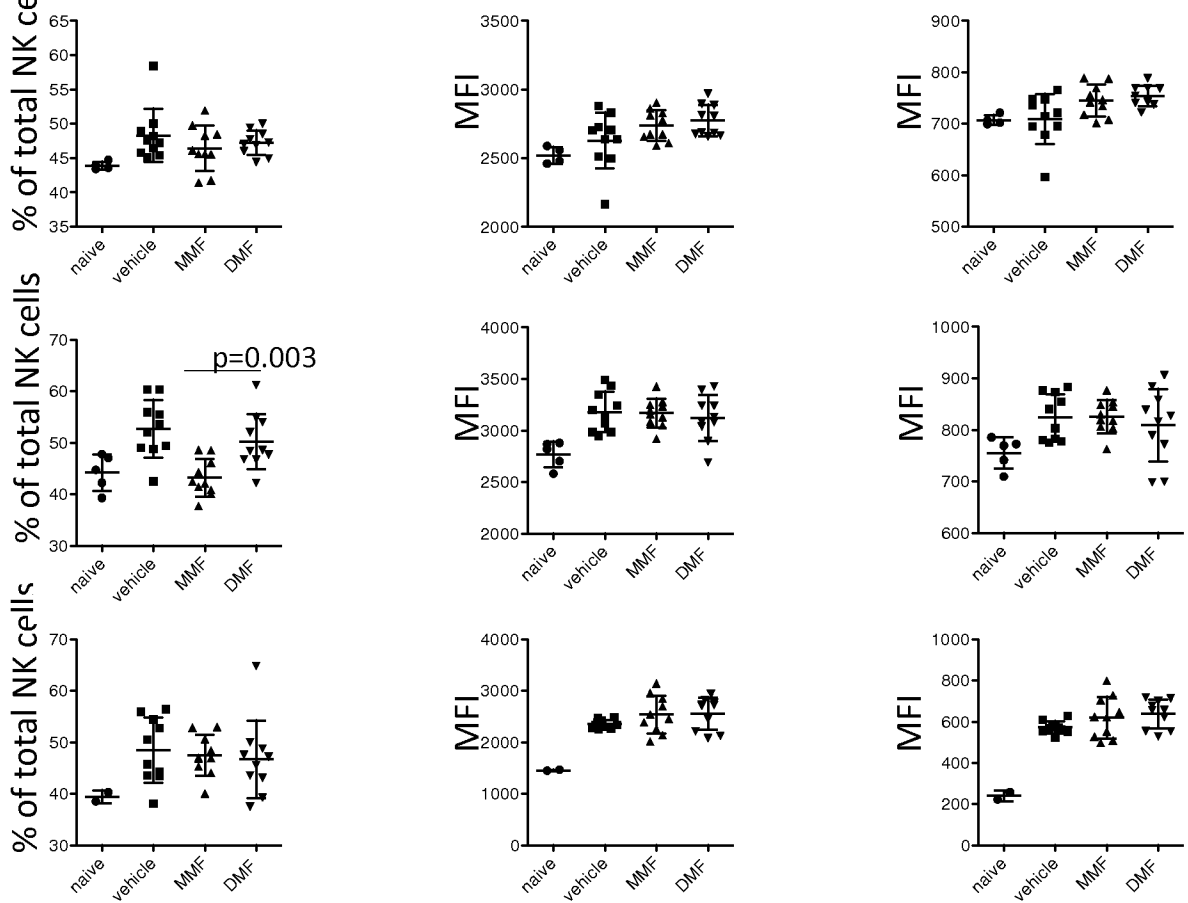 % of total NK ce
65
60
55
50
45
40
35
naive
vehicle
MMF
DMF
MFI
3500
3000
2500
2000
naive
vehicle
MMF
DMF
MFI
900
800
700
600
500
naive
vehicle
MMF
DMF
% of total NK cells
70
60
50
40
30
p=0.003
naive
vehicle
MMF
DMF
MFI
4000
3500
3000
2500
2000
naive
vehicle
MMF
DMF
MFI
1000
900
800
700
600
naive
vehicle
MMF
DMF
% of total NK cells
70
60
50
40
30
naive
vehicle
MMF
DMF
MFI
4000
3000
2000
1000
0
naive
vehicle
MMF
DMF
MFI
1000
800
600
400
200
0
naive
vehicle
MMF
DMF